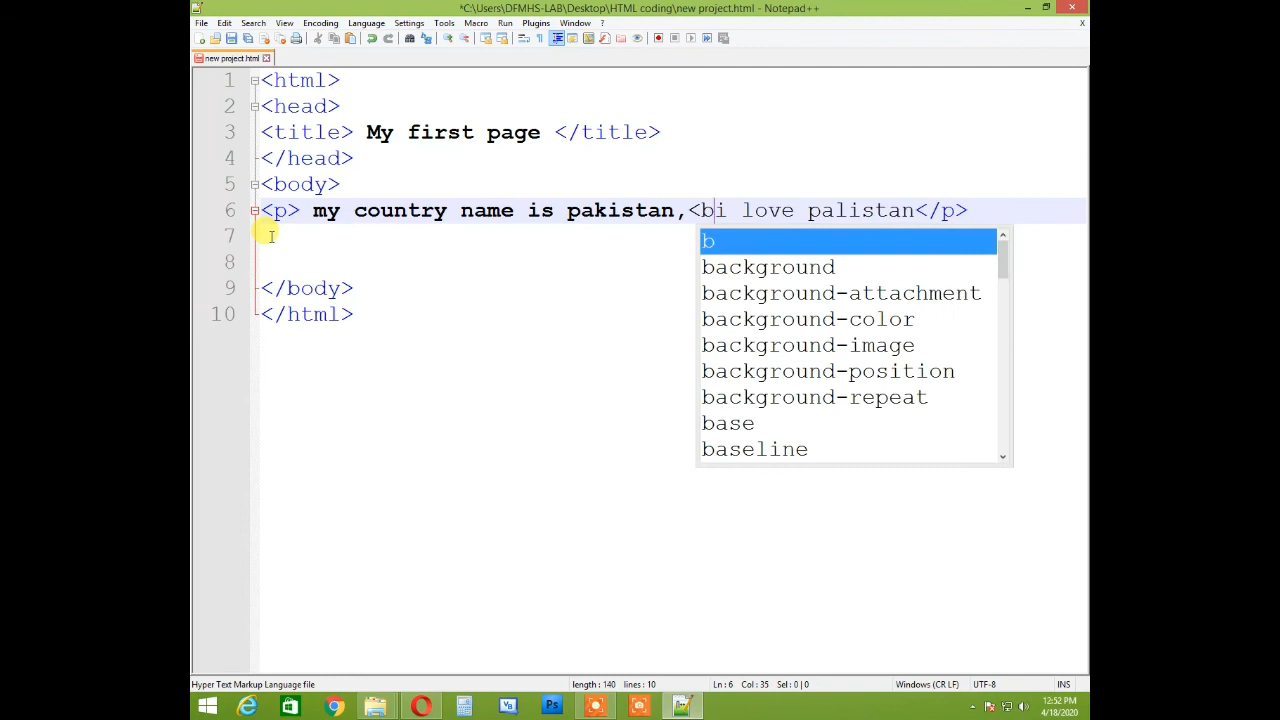 *C:\Users\DFMHS-LAB\Desktop\HTML coding\new project.html - Notepad++
File Edit Search View Encoding Language Settings Tools Macro Run Plugins Window ? X
new project.html
1 <html>
2 <head>
3 <title> My first page </title>
4 </head>
5 <body>
6 <p> my country name is pakistan,<bi love palistan</p>
7
8
9 </body>
10 </html>
b
background
background-attachment
background-color
background-image
background-position
background-repeat
base
baseline
Hyper Text Markup Language file length : 140 lines : 10 Ln : 6 Col : 35 Sel : 0 | 0 Windows (CR LF) UTF-8 INS
12:52 PM
4/18/2020